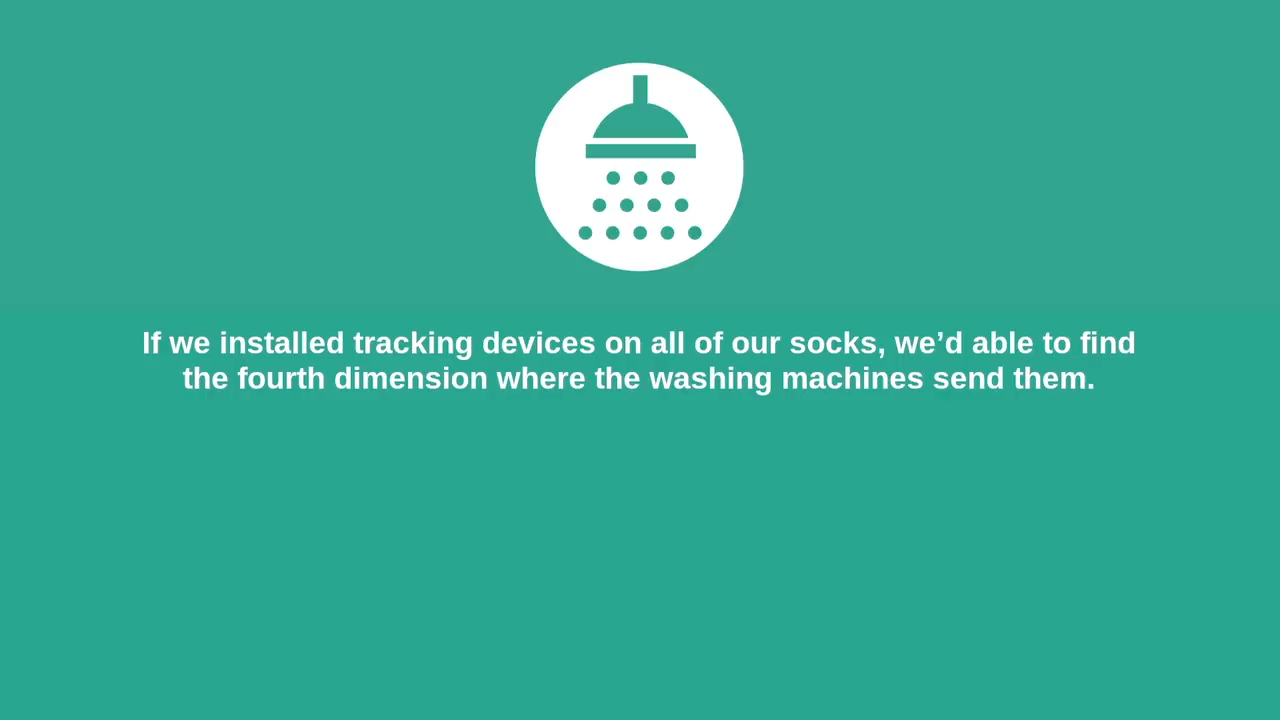 If we installed tracking devices on all of our socks, we’d able to find
the fourth dimension where the washing machines send them.